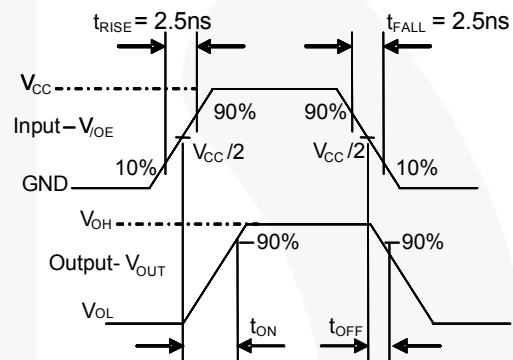 tRISE = 2.5ns
tFALL = 2.5ns
VCC
90%
90%
Input – V/OE
VCC/2
VCC/2
10%
10%
GND
VOH
90%
90%
Output- VOUT
VOL
tON
tOFF